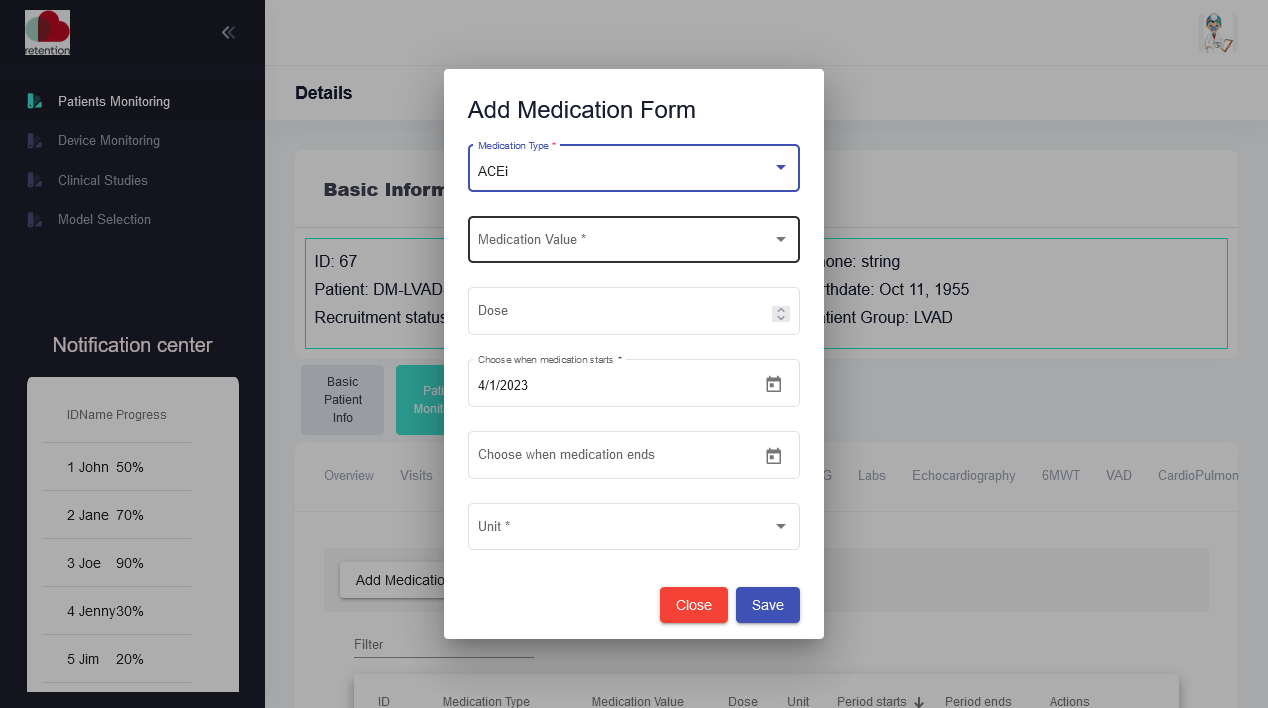 retention
Patients Monitoring
Device Monitoring
Clinical Studies
Model Selection
Notification center
ID Name Progress
1 John 50%
2 Jane 70%
3 Joe 90%
4 Jenny 30%
5 Jim 20%
Details
Basic Inform
ID: 67
Patient: DM-LVAD
Recruitment status
one: string
rthdate: Oct 11, 1955
tient Group: LVAD
Basic
Patient
Info
Pati
Monit
Overview Visits G Labs Echocardiography 6MWT VAD CardioPulmon
Add Medicatio
Filter
ID Medication Type Medication Value Dose Unit Period starts Period ends Actions
Add Medication Form
Medication Type *
ACEi
Medication Value *
Dose
Choose when medication starts *
4/1/2023
Choose when medication ends
Unit *
Close Save